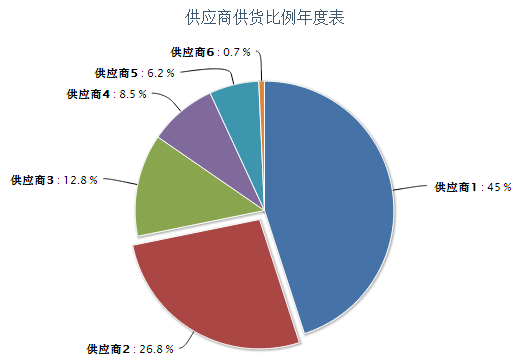 供应商供货比例年度表
供应商6 : 0.7 %
供应商5 : 6.2 %
供应商4 : 8.5 %
供应商3 : 12.8 %
供应商1 : 45 %
供应商2 : 26.8 %